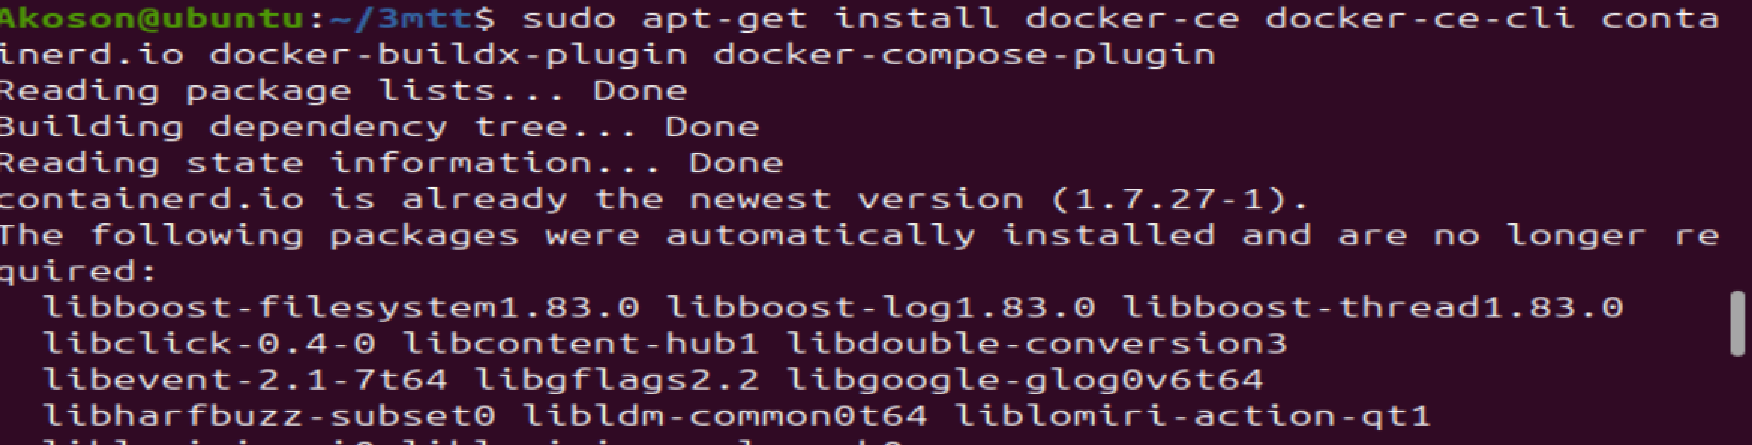 Akoson@ubuntu:~/3mtt$ sudo apt-get install docker-ce docker-ce-cli conta
inerd.io docker-buildx-plugin docker-compose-plugin
Reading package lists... Done
Building dependency tree... Done
Reading state information... Done
containerd.io is already the newest version (1.7.27-1).
The following packages were automatically installed and are no longer re
quired:
  libboost-filesystem1.83.0 libboost-log1.83.0 libboost-thread1.83.0
  libclick-0.4-0 libcontent-hub1 libdouble-conversion3
  libevent-2.1-7t64 libgflags2.2 libgoogle-glog0v6t64
  libharfbuzz-subset0 libldm-common0t64 liblomiri-action-qt1